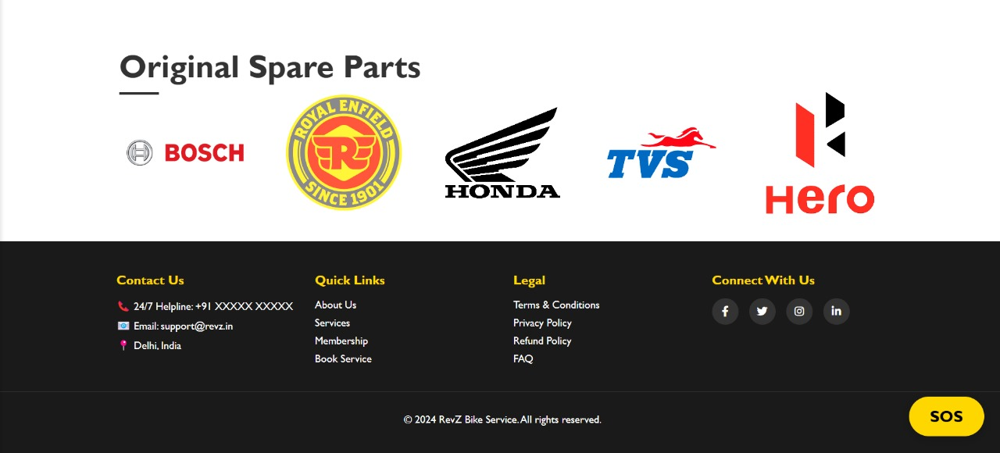 Original Spare Parts
BOSCH
ROYAL ENFIELD
R
SINCE 1901
HONDA
TVS
Hero
Contact Us
24/7 Helpline: +91 XXXXX XXXXX
Email: support@revz.in
Delhi, India
Quick Links
About Us
Services
Membership
Book Service
Legal
Terms & Conditions
Privacy Policy
Refund Policy
FAQ
Connect With Us
© 2024 RevZ Bike Service. All rights reserved.
SOS